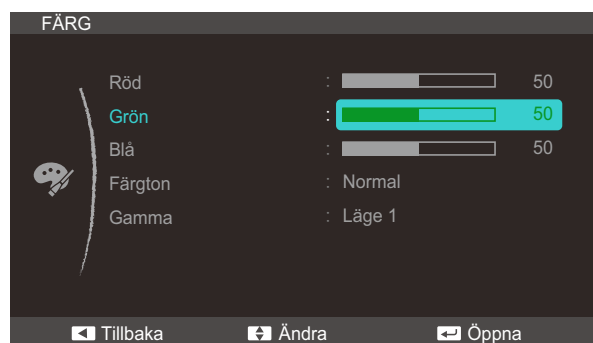 FÄRG
Röd : 50
Grön : 50
Blå : 50
Färgton : Normal
Gamma : Läge 1
Tillbaka Ändra Öppna